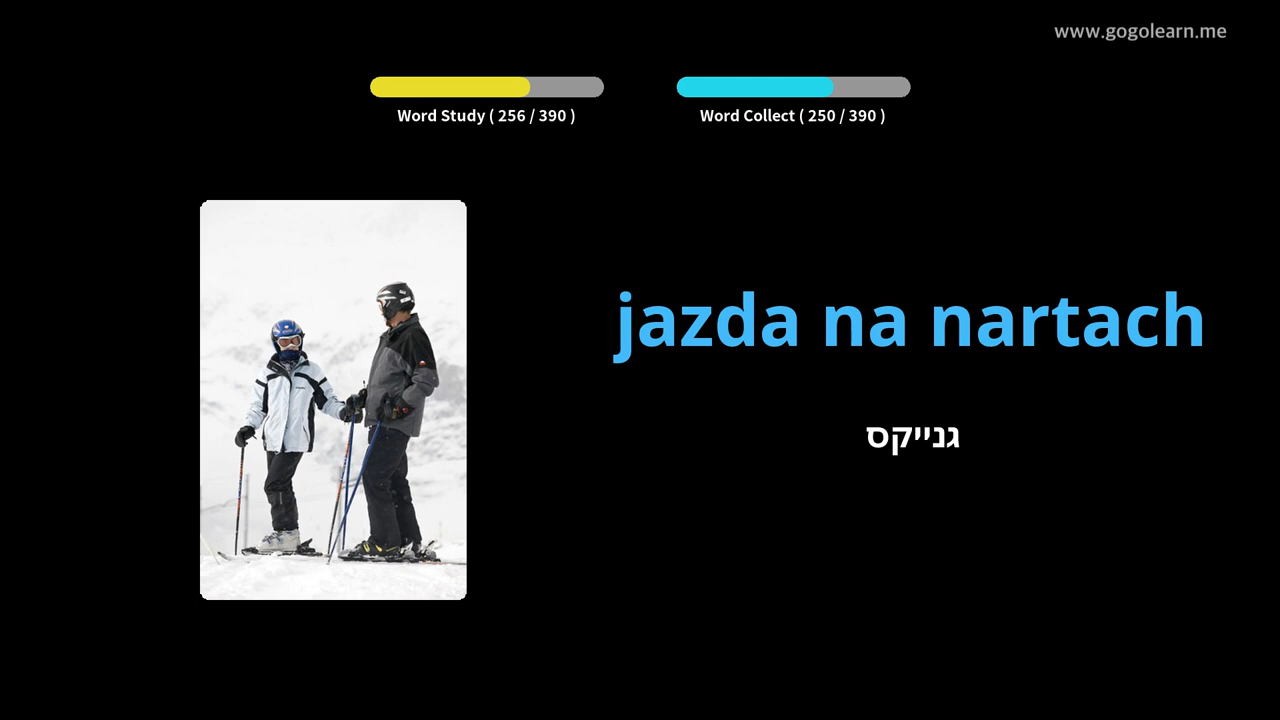 www.gogolearn.me
Word Study ( 256 / 390 )
Word Collect ( 250 / 390 )
jazda na nartach
גנייקס